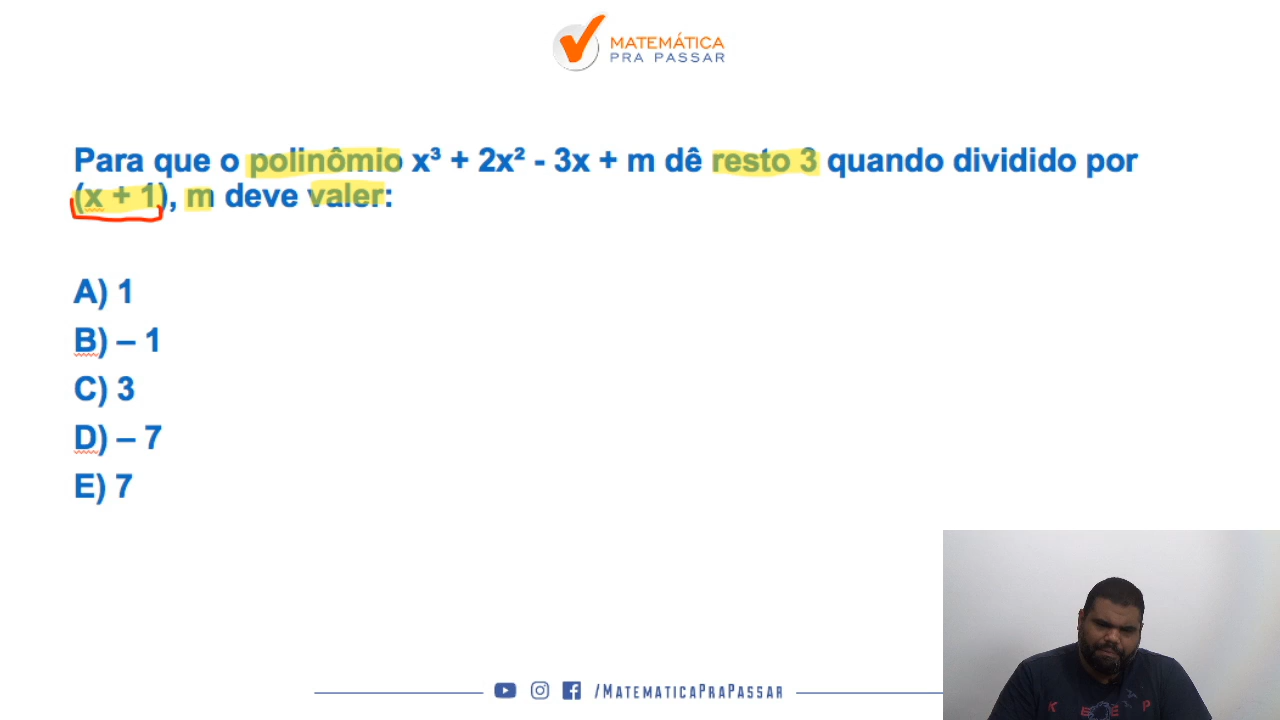 MATEMÁTICA
PRA PASSAR
Para que o polinômio x³ + 2x² - 3x + m dê resto 3 quando dividido por
(x + 1), m deve valer:
A) 1
B) – 1
C) 3
D) – 7
E) 7
K E E P
/MATEMATICAPRAPASSAR